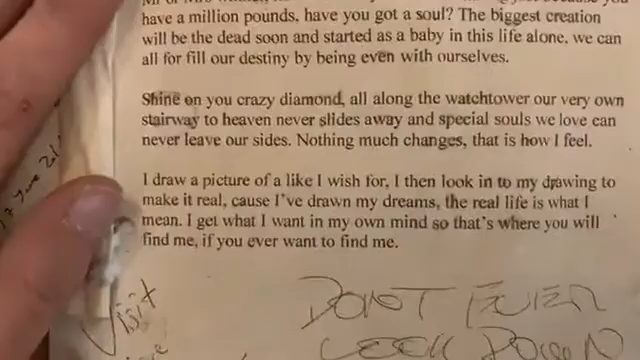 have a million pounds, have you got a soul? The biggest creation
will be the dead soon and started as a baby in this life alone, we can
all for fill our destiny by being even with ourselves.
Shine on you crazy diamond, all along the watchtower our very own
stairway to heaven never slides away and special souls we love can
never leave our sides. Nothing much changes, that is how I feel.
I draw a picture of a like I wish for, I then look in to my drawing to
make it real, cause I've drawn my dreams, the real life is what I
mean. I get what I want in my own mind so that's where you will
find me, if you ever want to find me.
Visit
DON'T EVER
LOOK DOWN